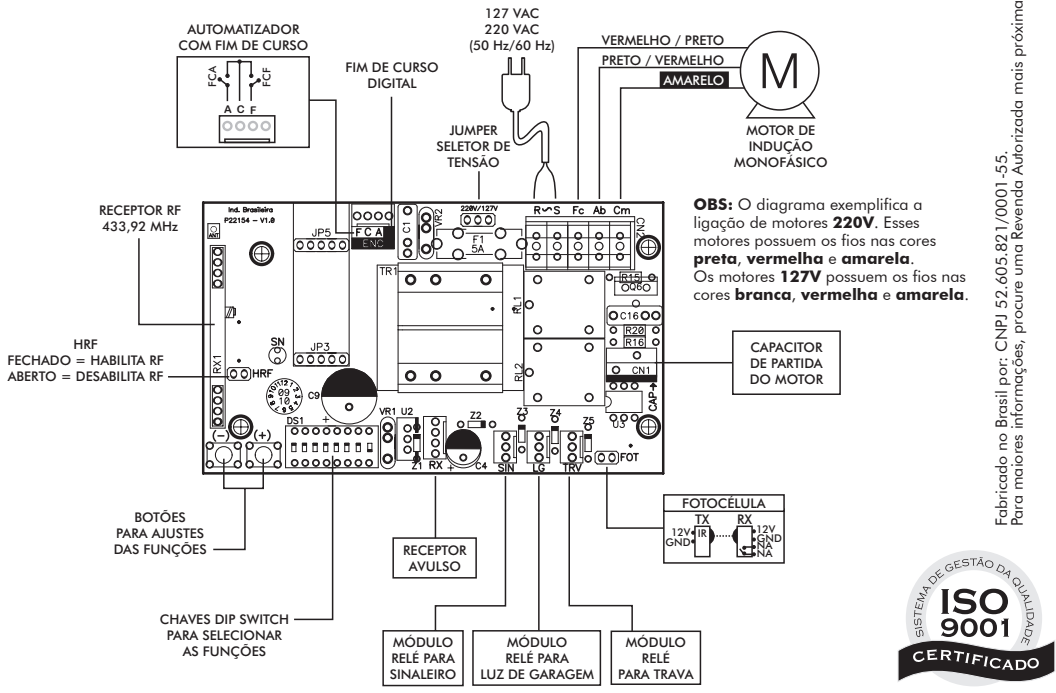 AUTOMATIZADOR
COM FIM DE CURSO
FCA
FCF
A C F
FIM DE CURSO
DIGITAL
127 VAC
220 VAC
(50 Hz/60 Hz)
JUMPER
SELETOR DE
TENSÃO
VERMELHO / PRETO
PRETO / VERMELHO
AMARELO
M
MOTOR DE
INDUÇÃO
MONOFÁSICO
OBS: O diagrama exemplifica a
ligação de motores 220V. Esses
motores possuem os fios nas cores
preta, vermelha e amarela.
Os motores 127V possuem os fios nas
cores branca, vermelha e amarela.
RECEPTOR RF
433,92 MHz
HRF
FECHADO = HABILITA RF
ABERTO = DESABILITA RF
Ind. Brasileira
P22154 - V1.0
ANT
JP5
F C A
ENC
C1
VR2
220V/127V
F1
5A
R S Fc Ab Cm
CN2
TR1
RL1
RL2
R15
Q6
C16
R20
R16
CN1
CAP
U3
SN
JP3
HRF
RX1
C9
09
10
DS1
VR1
U2
Z1
RX
Z2
C4
Z3
Z4
Z5
SIN
LG
TRV
FOT
(-)
(+)
CAPACITOR
DE PARTIDA
DO MOTOR
BOTÕES
PARA AJUSTES
DAS FUNÇÕES
CHAVES DIP SWITCH
PARA SELECIONAR
AS FUNÇÕES
RECEPTOR
AVULSO
MÓDULO
RELÉ PARA
SINALEIRO
MÓDULO
RELÉ PARA
LUZ DE GARAGEM
MÓDULO
RELÉ
PARA TRAVA
FOTOCÉLULA
TX
RX
12V
GND
IR
12V
GND
NA
NA
Fabricado no Brasil por: CNPJ 52.605.821/0001-55.
Para maiores informações, procure uma Revenda Autorizada mais próxima
SISTEMA DE GESTÃO DA QUALIDADE
ISO
9001
CERTIFICADO